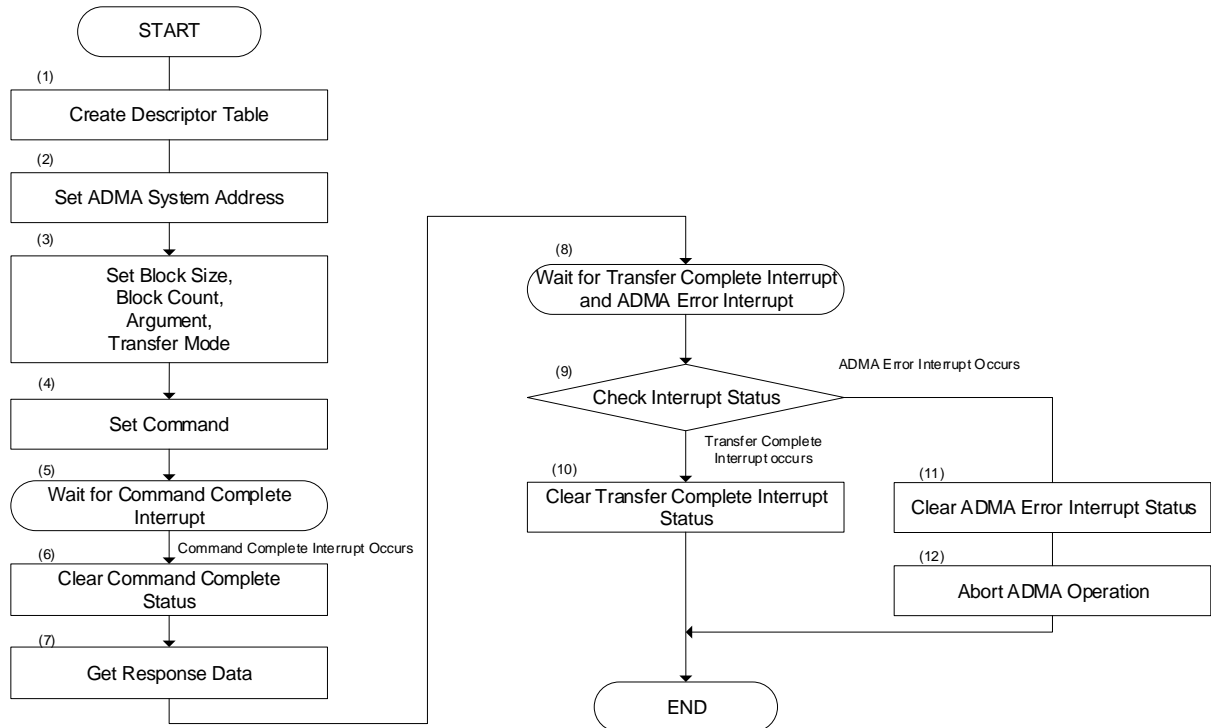 START
(1)
Create Descriptor Table
(2)
Set ADMA System Address
(3)
Set Block Size,
Block Count,
Argument,
Transfer Mode
(4)
Set Command
(5)
Wait for Command Complete
Interrupt
Command Complete Interrupt Occurs
(6)
Clear Command Complete
Status
(7)
Get Response Data
(8)
Wait for Transfer Complete Interrupt
and ADMA Error Interrupt
(9)
Check Interrupt Status
ADMA Error Interrupt Occurs
Transfer Complete
Interrupt occurs
(10)
Clear Transfer Complete Interrupt
Status
(11)
Clear ADMA Error Interrupt Status
(12)
Abort ADMA Operation
END